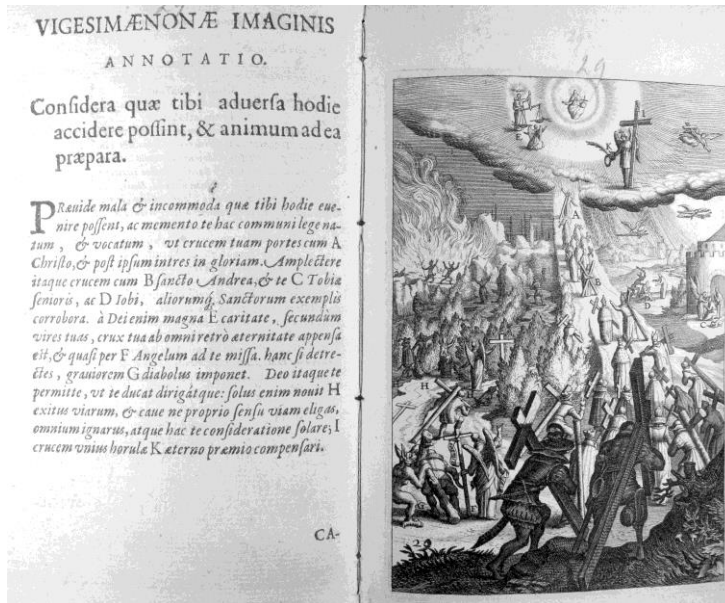 VIGESIMÆNONÆ IMAGINIS
ANNOTATIO.
Conſidera quæ tibi aduerſa hodie
accidere poſſint, & animum ad ea
præpara.
PRæuide mala & incommoda quæ tibi hodie eue-
nire poſſent, ac memento te hac communi lege na-
tum, & vocatum, vt crucem tuam portes cum A
Chriſto, & poſt ipſum intres in gloriam. Amplectere
itaque crucem cum B ſancto Andrea, & te C Tobiæ
ſenioris, ac D Iobi, aliorumq́; Sanctorum exemplis
corrobora. à Dei enim magna E caritate, ſecundùm
vires tuas, crux tua ab omni retrò æternitate appenſa
eſt, & quaſi per F Angelum ad te miſſa. hanc ſi detre-
ctes, grauiorem G diabolus imponet. Deo itaque te
permitte, vt te ducat dirigátque: ſolus enim nouit H
exitus viarum, & caue ne proprio ſenſu viam eligas,
omnium ignarus, atque hac te conſideratione ſolare; I
crucem vnius horulæ K æterno præmio compenſari.
CA-
29
E
I
K
A
B
D
H
G
29